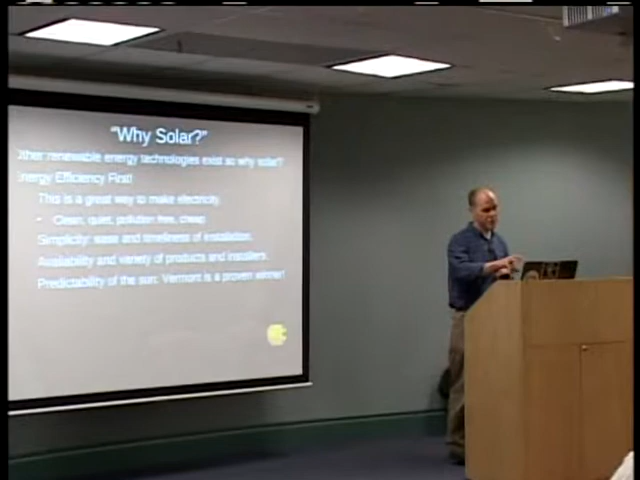 "Why Solar?"
Other renewable energy technologies exist so why solar?
Energy Efficiency First!
This is a great way to make electricity.
• Clean, quiet, pollution free, cheap
Simplicity: ease and timeliness of installation.
Availability and variety of products and installers.
Predictability of the sun: Vermont is a proven winner!